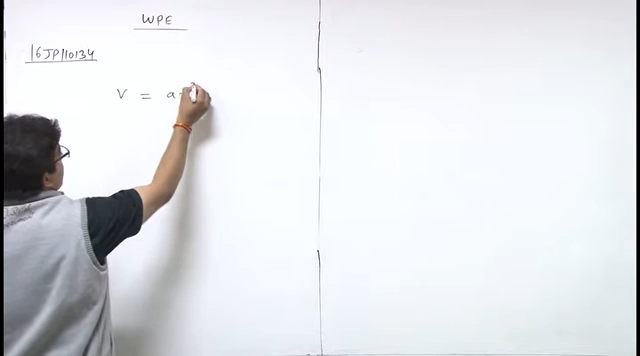 WPE
16JP110134
V = a-